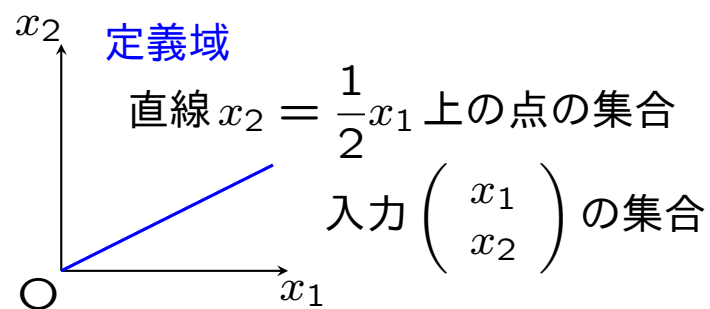 x₂
定義域
直線 x₂ = 1/2 x₁ 上の点の集合
入力 ( x₁ x₂ ) の集合
O
x₁